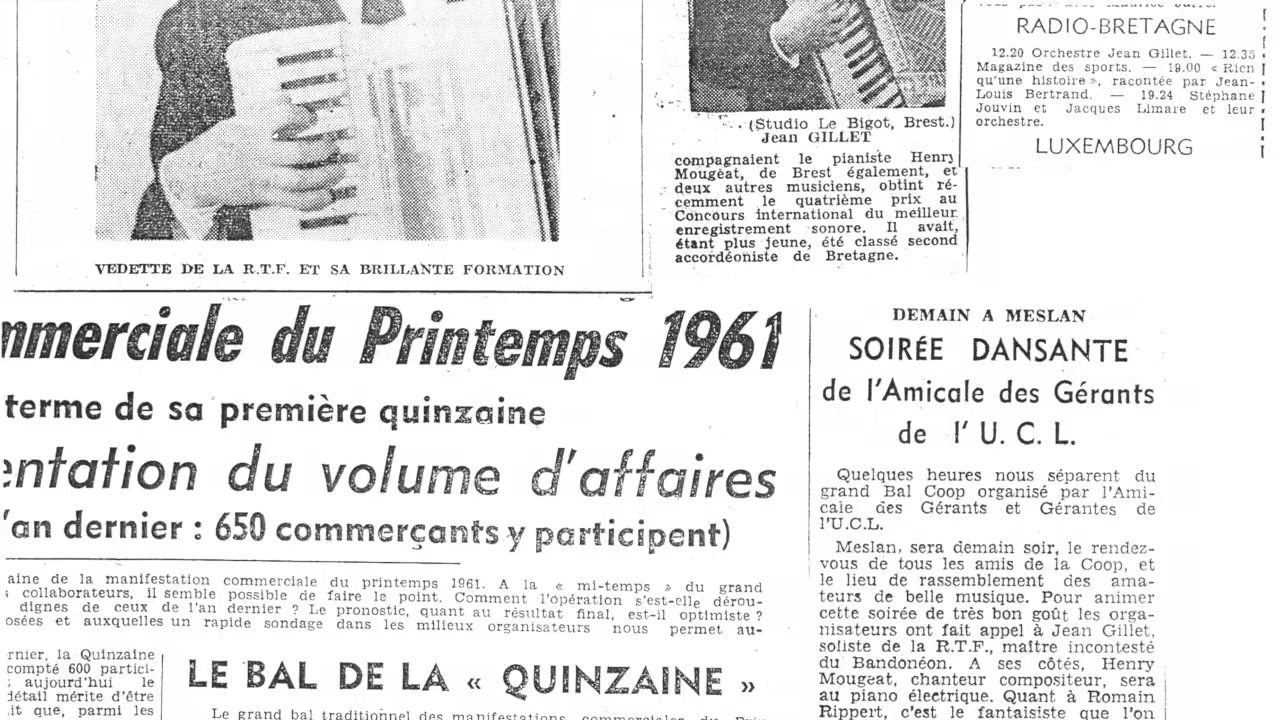 VEDETTE DE LA R.T.F. ET SA BRILLANTE FORMATION
(Studio Le Bigot, Brest.)
Jean GILLET
compagnaient le pianiste Henry
Mougeat, de Brest également, et
deux autres musiciens, obtint ré-
cemment le quatrième prix au
Concours international du meilleur
enregistrement sonore. Il avait,
étant plus jeune, été classé second
accordéoniste de Bretagne.
RADIO-BRETAGNE
12.20 Orchestre Jean Gillet. — 12.35
Magazine des sports. — 19.00 « Rien
qu'une histoire », racontée par Jean-
Louis Bertrand. — 19.24 Stéphane
Jouvin et Jacques Limare et leur
orchestre.
LUXEMBOURG
mmerciale du Printemps 1961
terme de sa première quinzaine
entation du volume d'affaires
l'an dernier : 650 commerçants y participent)
aine de la manifestation commerciale du printemps 1961. A la « mi-temps » du grand
s collaborateurs, il semble possible de faire le point. Comment l'opération s'est-elle dérou-
dignes de ceux de l'an dernier ? Le pronostic, quant au résultat final, est-il optimiste ?
osées et auxquelles un rapide sondage dans les milieux organisateurs nous permet au-
rnier, la Quinzaine
compté 600 partici-
; aujourd'hui le
détail mérite d'être
it que, parmi les
LE BAL DE LA « QUINZAINE »
Le grand bal traditionnel des manifestations commerciales du
DEMAIN A MESLAN
SOIRÉE DANSANTE
de l'Amicale des Gérants
de l'U. C. L.
Quelques heures nous séparent du
grand Bal Coop organisé par l'Ami-
cale des Gérants et Gérantes de
l'U.C.L.
Meslan, sera demain soir, le rendez-
vous de tous les amis de la Coop, et
le lieu de rassemblement des ama-
teurs de belle musique. Pour animer
cette soirée de très bon goût les orga-
nisateurs ont fait appel à Jean Gillet,
soliste de la R.T.F., maître incontesté
du Bandonéon. A ses côtés, Henry
Mougeat, chanteur compositeur, sera
au piano électrique. Quant à Romain
Rippert, c'est le fantaisiste que l'on